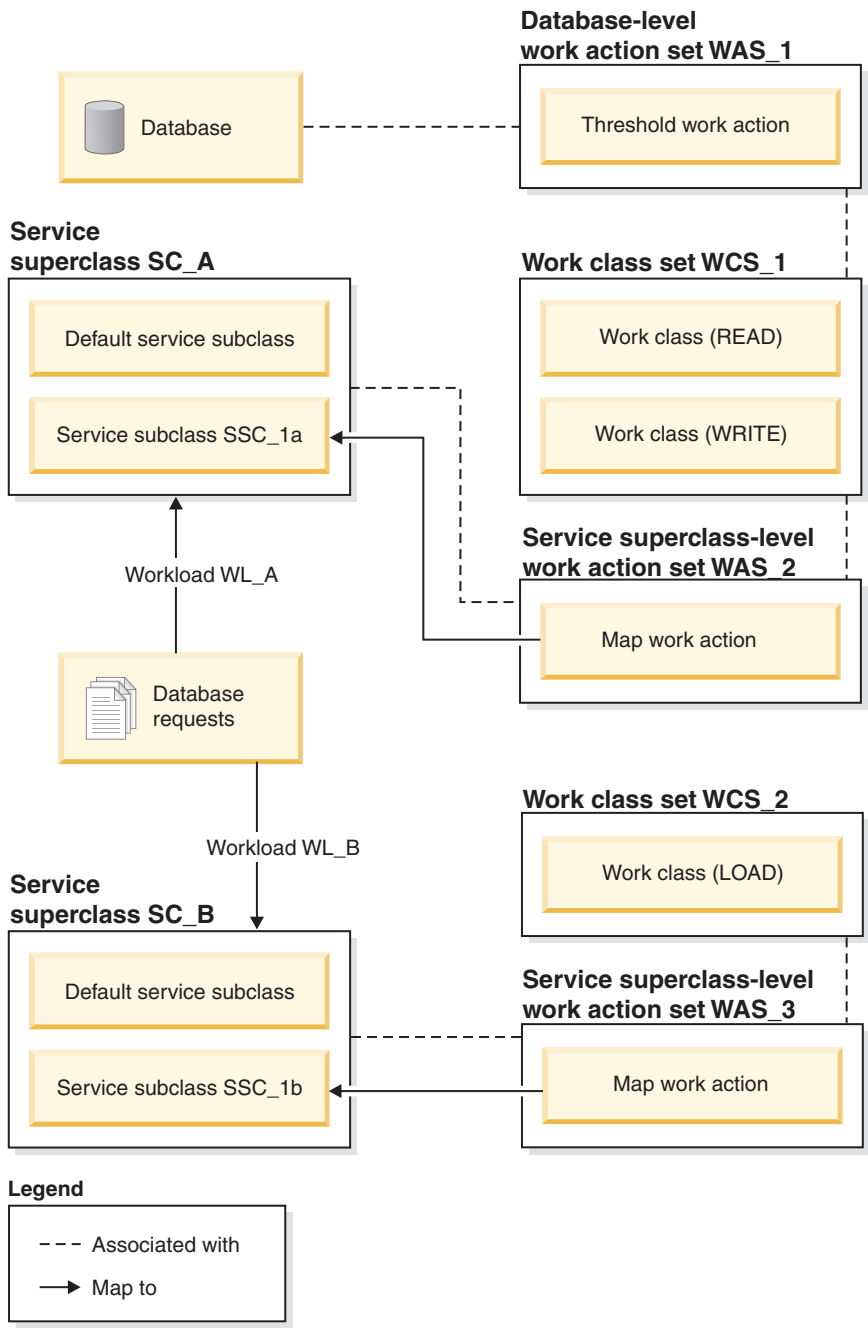 Database-level
work action set WAS_1
Database
Threshold work action
Service
superclass SC_A
Work class set WCS_1
Default service subclass
Work class (READ)
Service subclass SSC_1a
Work class (WRITE)
Service superclass-level
work action set WAS_2
Workload WL_A
Map work action
Database
requests
Work class set WCS_2
Workload WL_B
Work class (LOAD)
Service
superclass SC_B
Default service subclass
Service superclass-level
work action set WAS_3
Service subclass SSC_1b
Map work action
Legend
Associated with
Map to